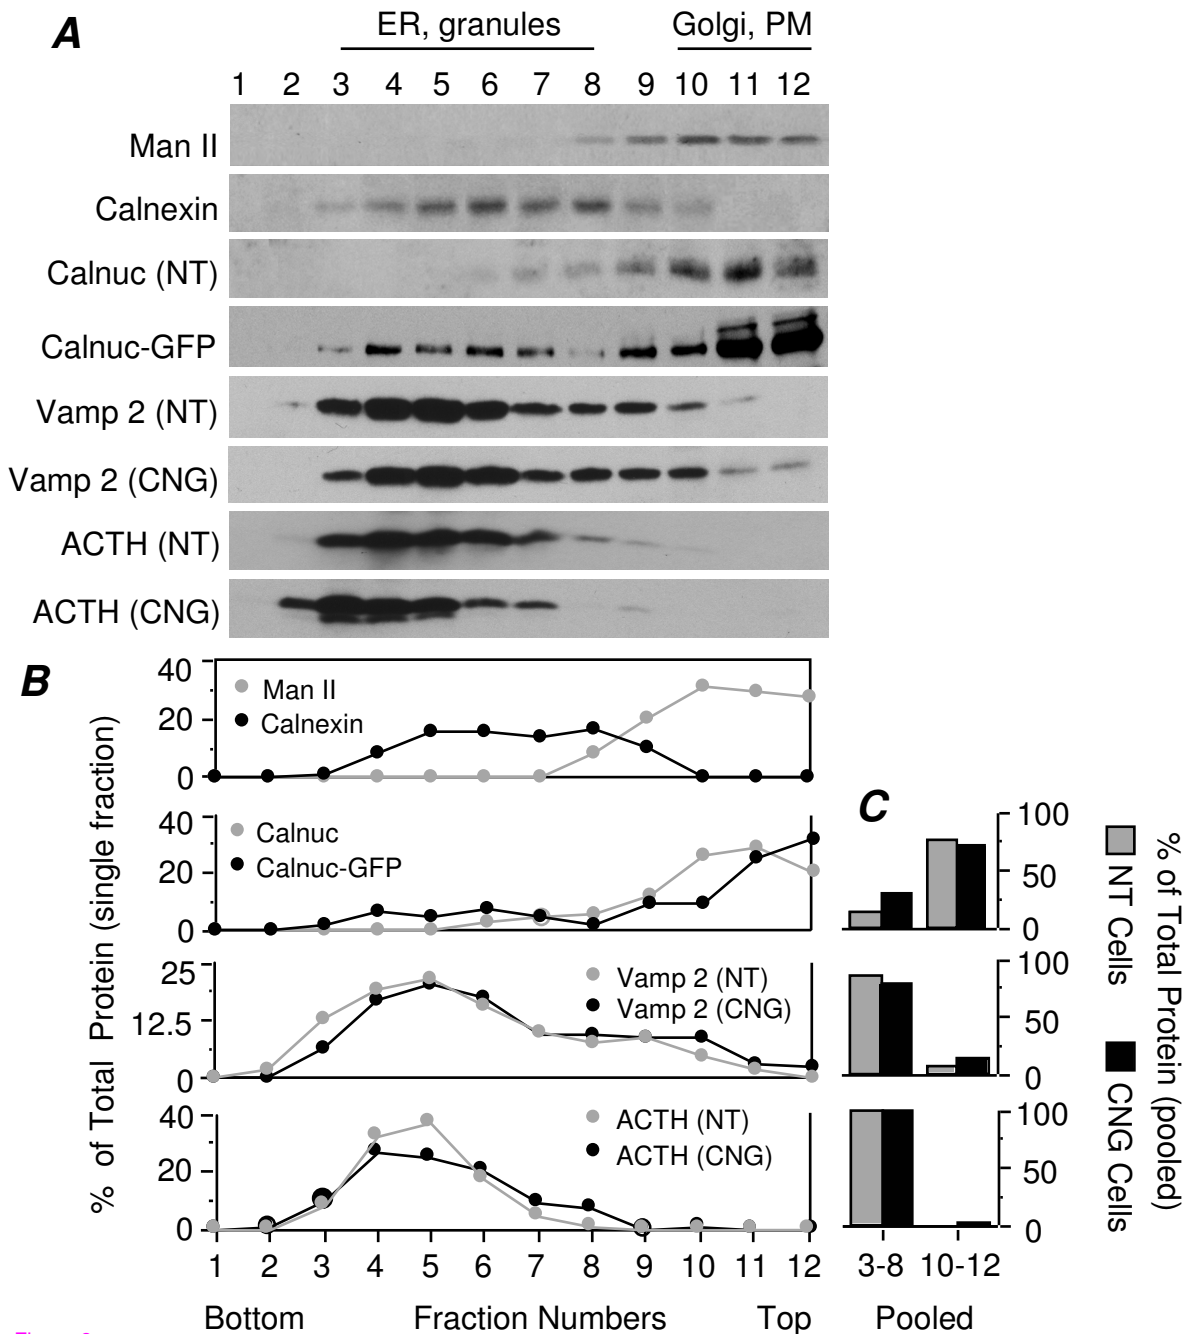 A
ER, granules
Golgi, PM
1 2 3 4 5 6 7 8 9 10 11 12
Man II
Calnexin
Calnuc (NT)
Calnuc-GFP
Vamp 2 (NT)
Vamp 2 (CNG)
ACTH (NT)
ACTH (CNG)
B
% of Total Protein (single fraction)
40
20
0
Man II
Calnexin
40
20
0
Calnuc
Calnuc-GFP
25
12.5
0
Vamp 2 (NT)
Vamp 2 (CNG)
40
20
0
ACTH (NT)
ACTH (CNG)
1 2 3 4 5 6 7 8 9 10 11 12
Bottom
Fraction Numbers
Top
C
100
50
0
100
50
0
100
50
0
3-8 10-12
Pooled
NT Cells
CNG Cells
% of Total Protein (pooled)